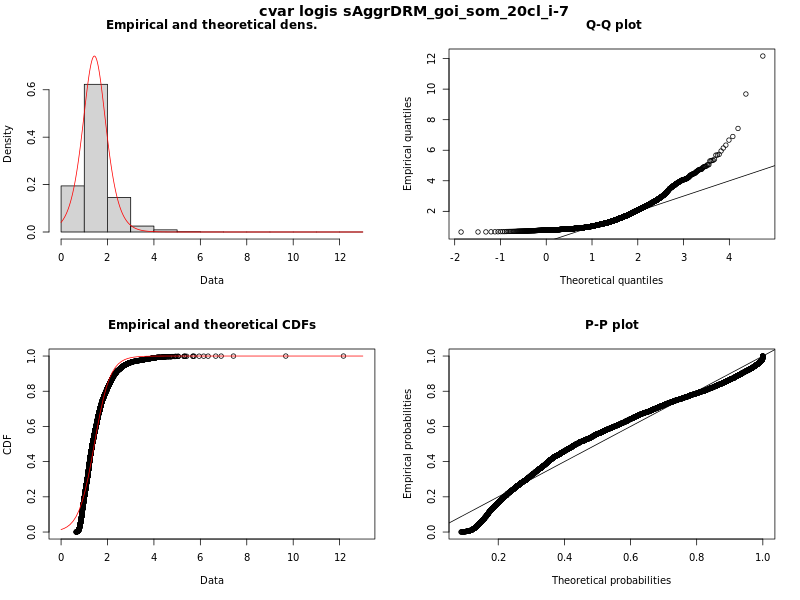 cvar logis sAggrDRM_goi_som_20cl_i-7
Empirical and theoretical dens.
Density
0.0 0.2 0.4 0.6
0 2 4 6 8 10 12
Data
Q-Q plot
Empirical quantiles
2 4 6 8 10 12
-2 -1 0 1 2 3 4
Theoretical quantiles
Empirical and theoretical CDFs
CDF
0.0 0.2 0.4 0.6 0.8 1.0
0 2 4 6 8 10 12
Data
P-P plot
Empirical probabilities
0.0 0.2 0.4 0.6 0.8 1.0
0.2 0.4 0.6 0.8 1.0
Theoretical probabilities